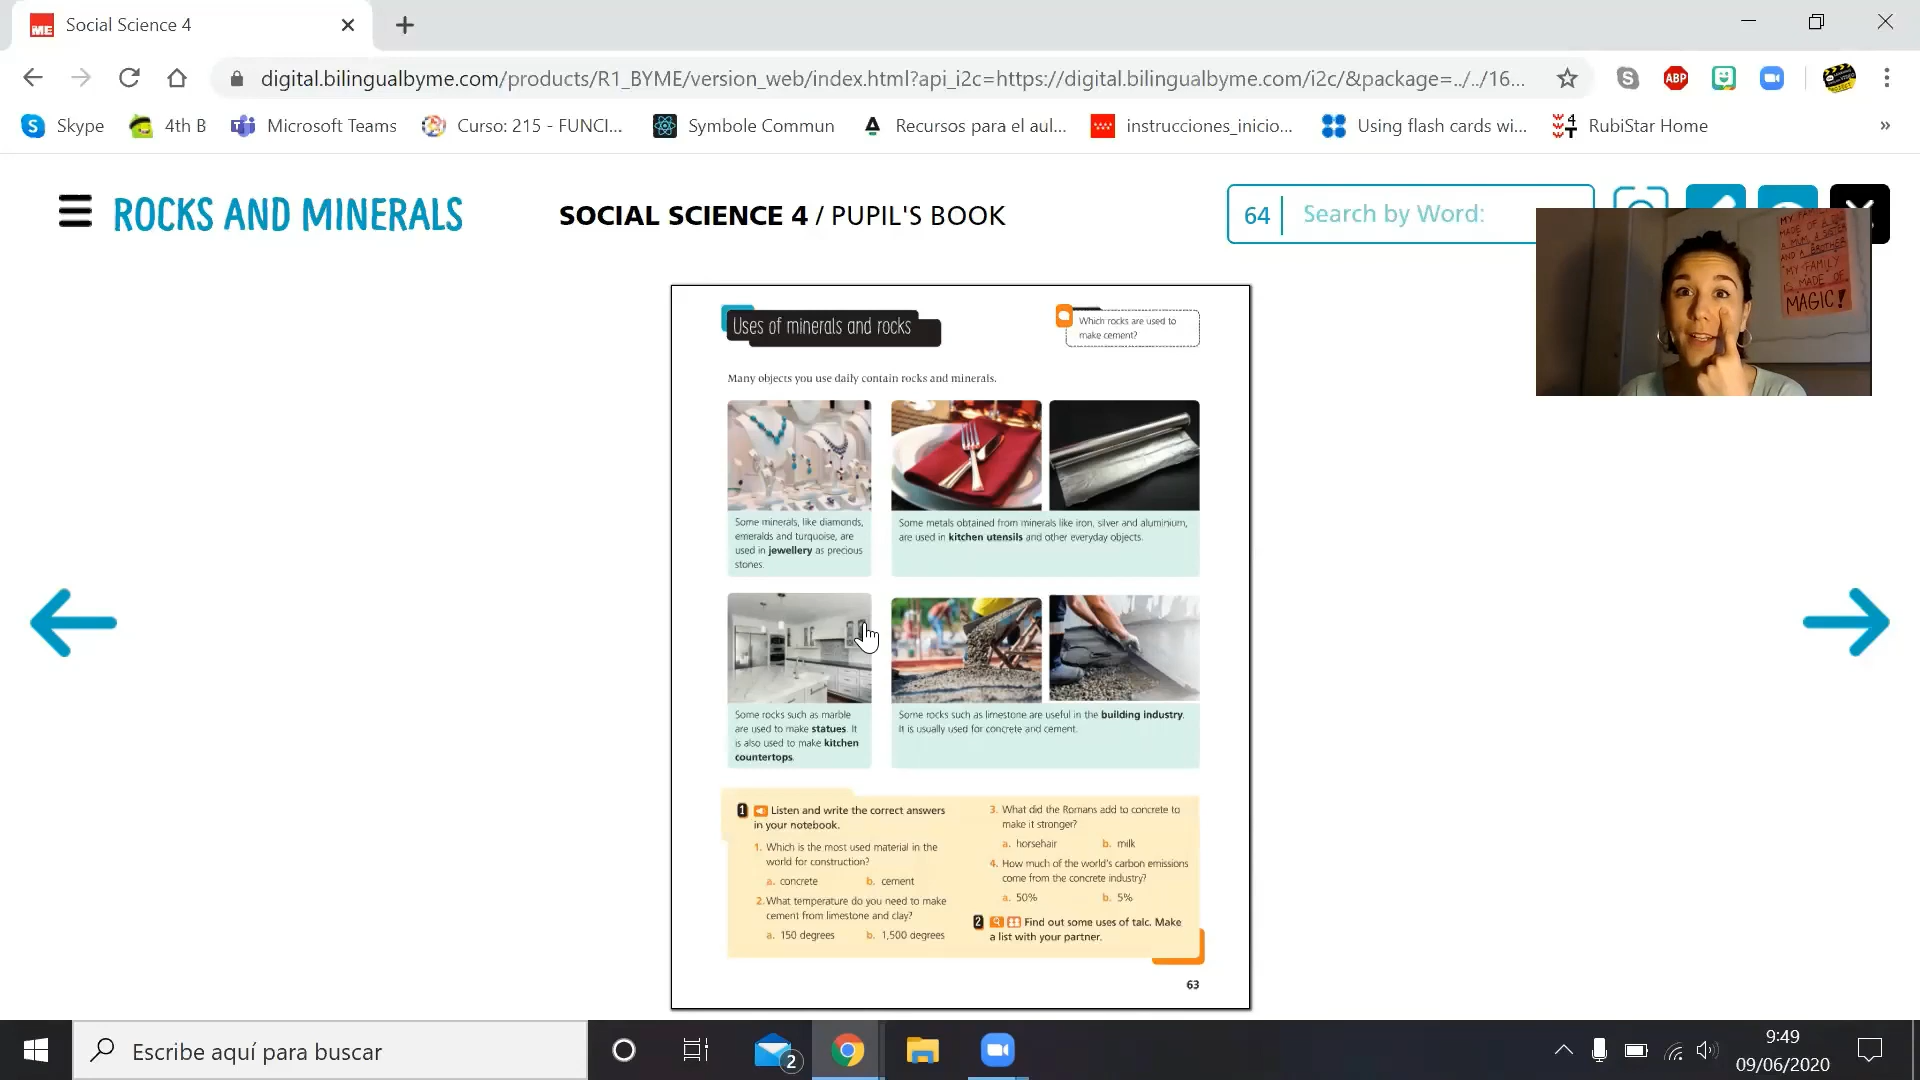 Social Science 4
digital.bilingualbyme.com/products/R1_BYME/version_web/index.html?api_i2c=https://digital.bilingualbyme.com/i2c/&package=../../16...
ABP
Skype
4th B
Microsoft Teams
Curso: 215 - FUNCI...
Symbole Commun
Recursos para el aul...
instrucciones_inicio...
Using flash cards wi...
RubiStar Home
»
ROCKS AND MINERALS
SOCIAL SCIENCE 4 / PUPIL'S BOOK
64
Search by Word:
A MUM, A SISTER
AND A BROTHER
MY FAMILY
IS MADE OF
MAGIC!
Uses of minerals and rocks
Which rocks are used to
make cement?
Many objects you use daily contain rocks and minerals.
Some minerals, like diamonds,
emeralds and turquoise, are
used in jewellery as precious
stones.
Some metals obtained from minerals like iron, silver and aluminium,
are used in kitchen utensils and other everyday objects.
Some rocks such as marble
are used to make statues. It
is also used to make kitchen
countertops.
Some rocks such as limestone are useful in the building industry.
It is usually used for concrete and cement.
1 Listen and write the correct answers
in your notebook.
1. Which is the most used material in the
world for construction?
a. concrete b. cement
2. What temperature do you need to make
cement from limestone and clay?
a. 150 degrees b. 1,500 degrees
3. What did the Romans add to concrete to
make it stronger?
a. horsehair b. milk
4. How much of the world's carbon emissions
come from the concrete industry?
a. 50% b. 5%
2 Find out some uses of talc. Make
a list with your partner.
63
Escribe aquí para buscar
2
9:49
09/06/2020